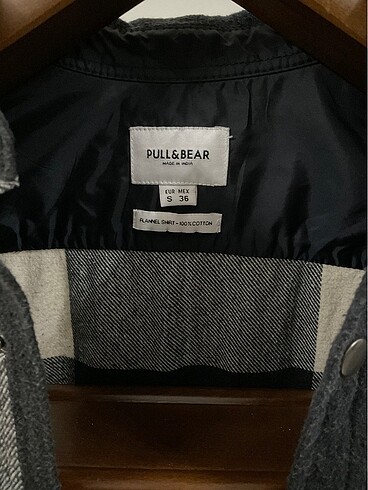 PULL&BEAR
MADE IN INDIA
EUR MEX
S 36
FLANNEL SHIRT - 100% COTTON